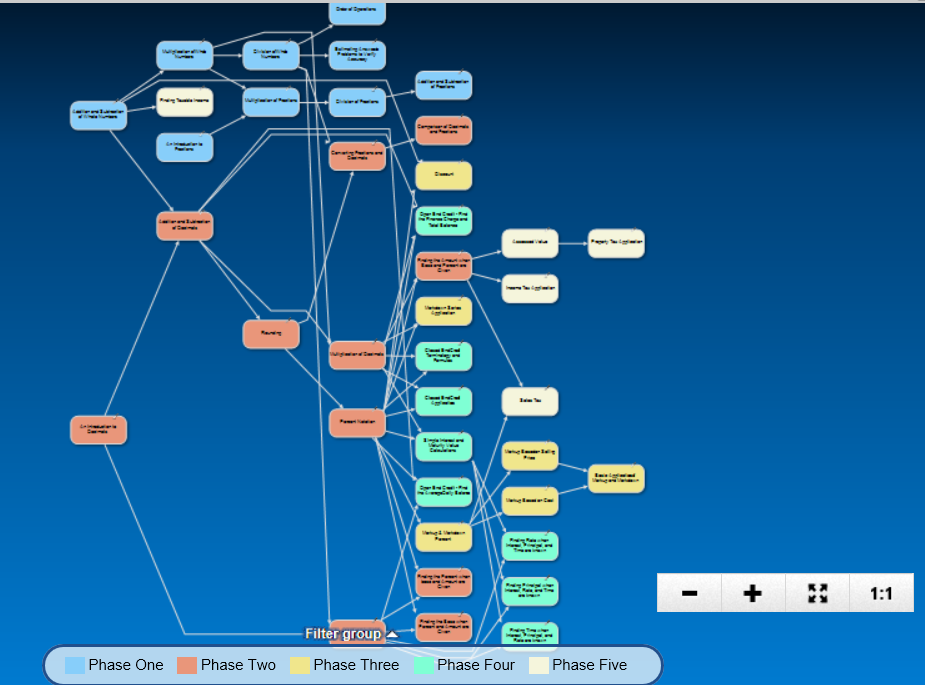 Order of Operations
Multiplication of Whole
Numbers
Division of Whole
Numbers
Estimating Answers to
Problems to Verify
Accuracy
Addition and Subtraction
of Fractions
Addition and Subtraction
of Whole Numbers
Finding Taxable Income
Multiplication of Fractions
Division of Fractions
Comparison of Decimals
and Fractions
An Introduction to
Fractions
Converting Fractions and
Decimals
Discount
Addition and Subtraction
of Decimals
Open End Credit - Find
the Finance Charge and
Total Balance
Assessed Value
Property Tax Application
Finding the Amount when
Base and Percent are
Given
Income Tax Application
Markdown Series
Application
Rounding
Multiplication of Decimals
Terminology and
Formulas
Application
Sales Tax
An Introduction to
Decimals
Percent Notation
Simple Interest and
Maturity Value
Calculations
Markup Based on Selling
Price
Markup and Markdown
Open End Credit - Find
the Average Daily Balance
Markup Based on Cost
Markup & Markdown
Percent
Finding Rate when
Interest, Principal, and
Time are known
Finding the Percent when
Base and Amount are
Given
Finding Principal when
Interest, Rate, and Time
are known
Finding the Base when
Percent and Amount are
Given
Finding Time when
Interest, Principal, and
Rate are known
1:1
Filter group
Phase One Phase Two Phase Three Phase Four Phase Five